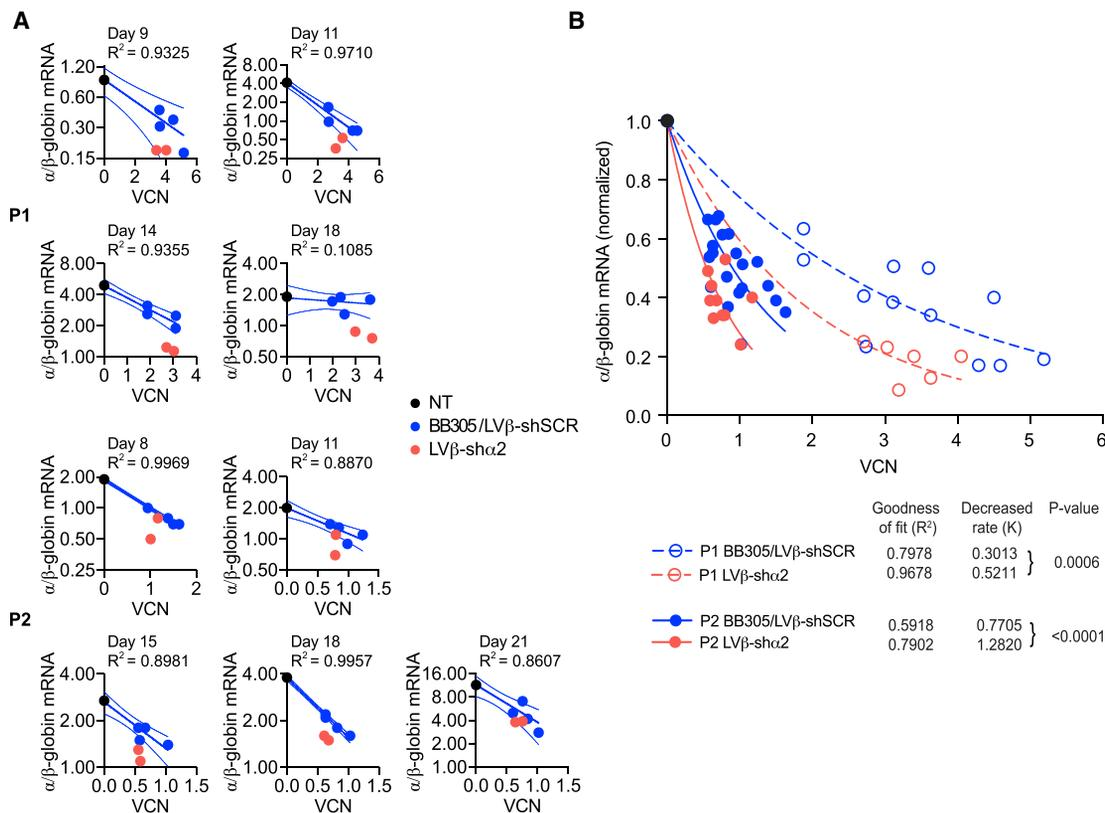 A
Day 9
R² = 0.9325
α/β-globin mRNA
1.20
0.60
0.30
0.15
0 2 4 6
VCN
Day 11
R² = 0.9710
α/β-globin mRNA
8.00
4.00
2.00
1.00
0.50
0.25
0 2 4 6
VCN
P1
Day 14
R² = 0.9355
α/β-globin mRNA
8.00
4.00
2.00
1.00
0 1 2 3 4
VCN
Day 18
R² = 0.1085
α/β-globin mRNA
4.00
2.00
1.00
0.50
0 1 2 3 4
VCN
NT
BB305/LVβ-shSCR
LVβ-shα2
Day 8
R² = 0.9969
α/β-globin mRNA
2.00
1.00
0.50
0.25
0 1 2
VCN
Day 11
R² = 0.8870
α/β-globin mRNA
4.00
2.00
1.00
0.50
0.0 0.5 1.0 1.5
VCN
P2
Day 15
R² = 0.8981
α/β-globin mRNA
4.00
2.00
1.00
0.0 0.5 1.0 1.5
VCN
Day 18
R² = 0.9957
α/β-globin mRNA
4.00
2.00
1.00
0.0 0.5 1.0 1.5
VCN
Day 21
R² = 0.8607
α/β-globin mRNA
16.00
8.00
4.00
2.00
1.00
0.0 0.5 1.0 1.5
VCN
B
α/β-globin mRNA (normalized)
1.0
0.8
0.6
0.4
0.2
0.0
0 1 2 3 4 5 6
VCN
Goodness of fit (R²)
Decreased rate (K)
P-value
P1 BB305/LVβ-shSCR 0.7978 0.3013
P1 LVβ-shα2 0.9678 0.5211
} 0.0006
P2 BB305/LVβ-shSCR 0.5918 0.7705
P2 LVβ-shα2 0.7902 1.2820
} <0.0001